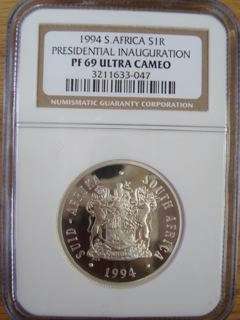 1994 S AFRICA S1R
PRESIDENTIAL INAUGURATION
PF 69 ULTRA CAMEO
3211633-047
NUMISMATIC GUARANTY CORPORATION
SUID-AFRIKA • SOUTH AFRICA
1994